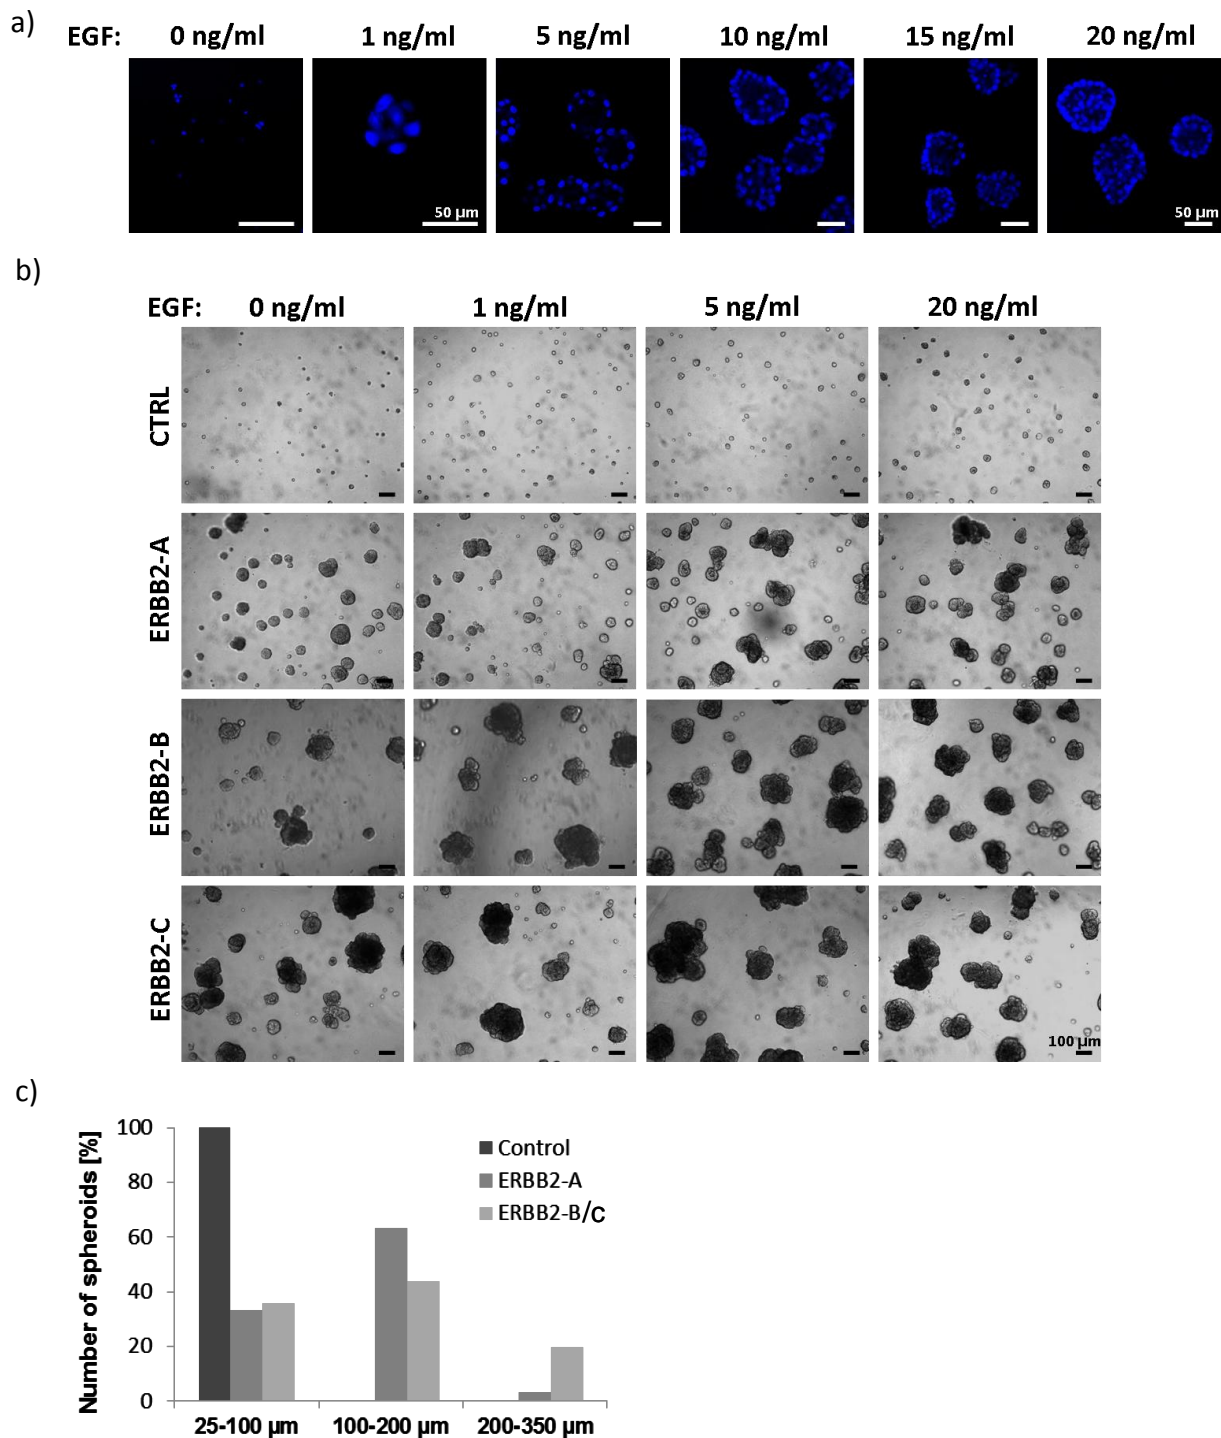 a)
EGF: 0 ng/ml 1 ng/ml 5 ng/ml 10 ng/ml 15 ng/ml 20 ng/ml
50 µm 50 µm
b)
EGF: 0 ng/ml 1 ng/ml 5 ng/ml 20 ng/ml
CTRL
ERBB2-A
ERBB2-B
ERBB2-C
100 µm
c)
Number of spheroids [%]
100
80
60
40
20
0
Control
ERBB2-A
ERBB2-B/C
25-100 µm 100-200 µm 200-350 µm